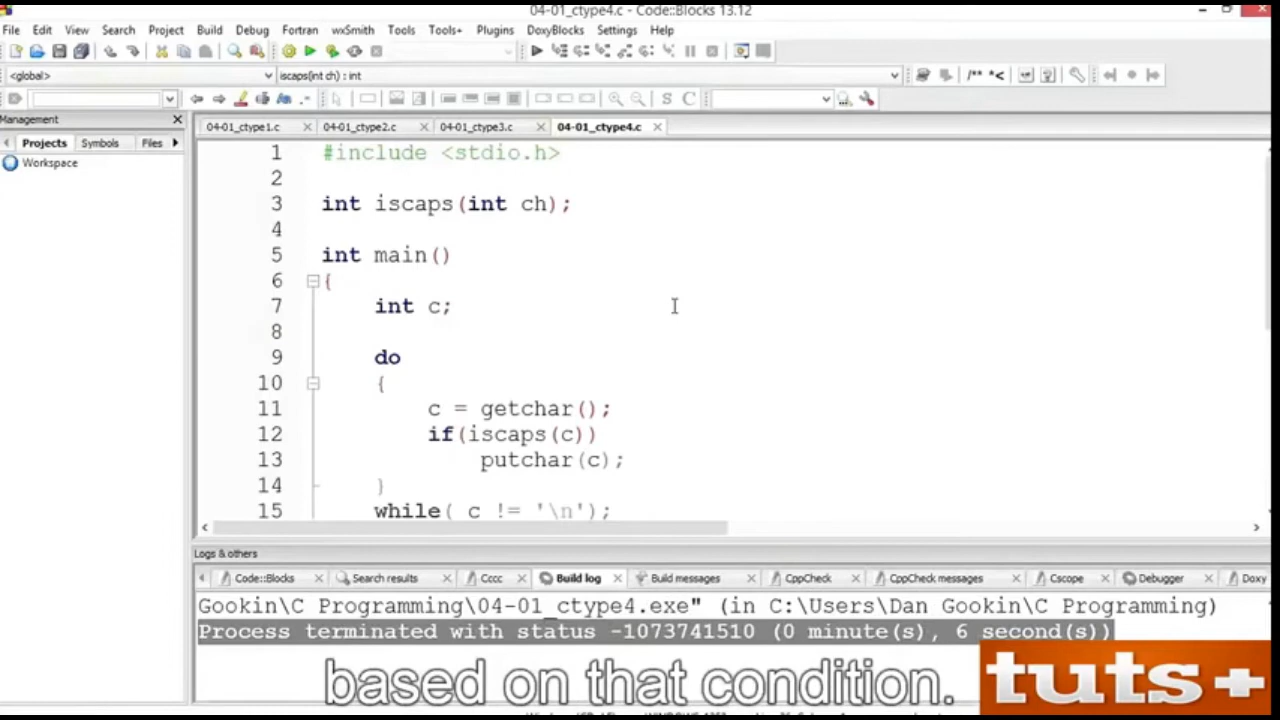 04-01_ctype4.c - Code::Blocks 13.12
File Edit View Search Project Build Debug Fortran wxSmith Tools Tools+ Plugins DoxyBlocks Settings Help
<global> iscaps(int ch) : int
/** *<
S C
Management
04-01_ctype1.c 04-01_ctype2.c 04-01_ctype3.c 04-01_ctype4.c
Projects Symbols Files
Workspace
1 #include <stdio.h>
2
3 int iscaps(int ch);
4
5 int main()
6 {
7 int c;
8
9 do
10 {
11 c = getchar();
12 if(iscaps(c))
13 putchar(c);
14 }
15 while( c != '\n');
Logs & others
Code::Blocks Search results Cccc Build log Build messages CppCheck CppCheck messages Cscope Debugger Doxy
Gookin\C Programming\04-01_ctype4.exe" (in C:\Users\Dan Gookin\C Programming)
Process terminated with status -1073741510 (0 minute(s), 6 second(s))
based on that condition.
tuts+